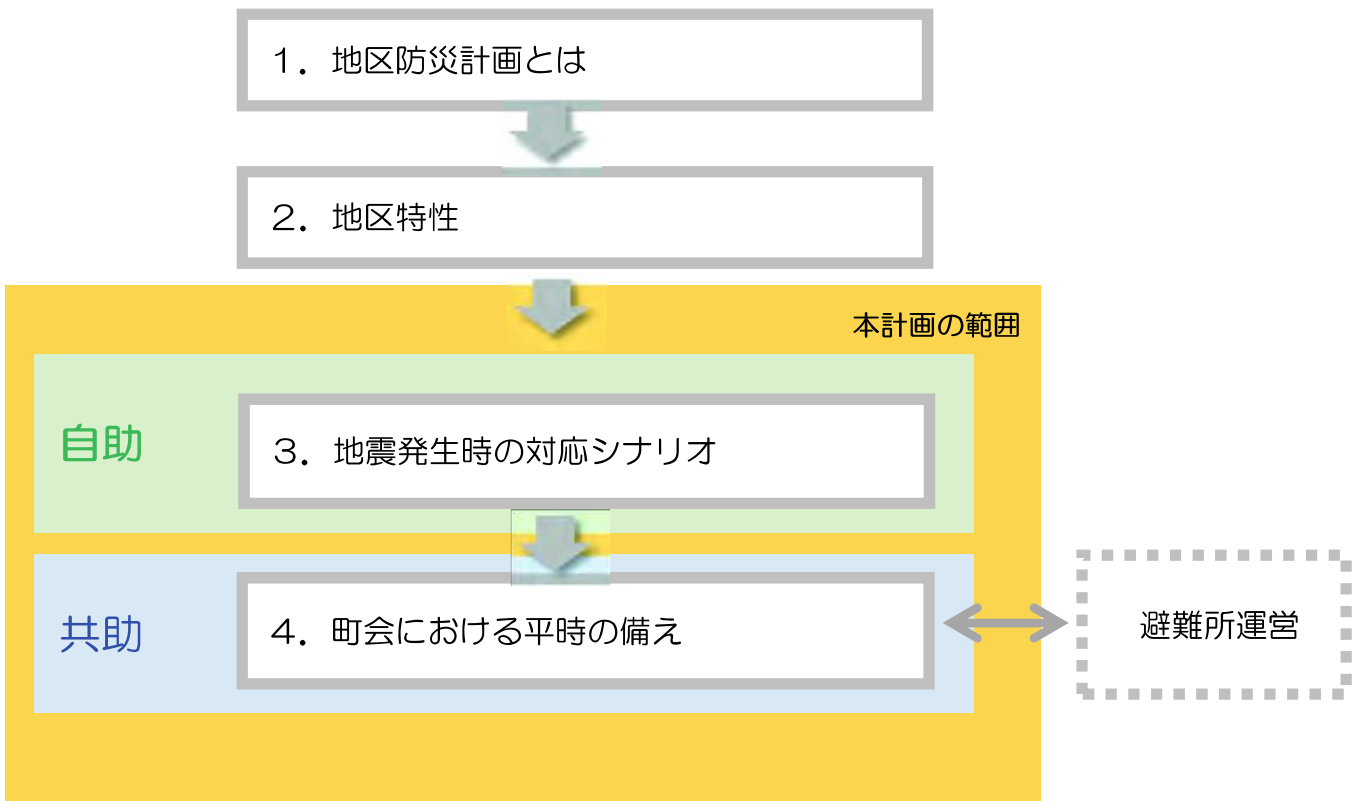 １．地区防災計画とは
２．地区特性
本計画の範囲
自助
３．地震発生時の対応シナリオ
共助
４．町会における平時の備え
避難所運営